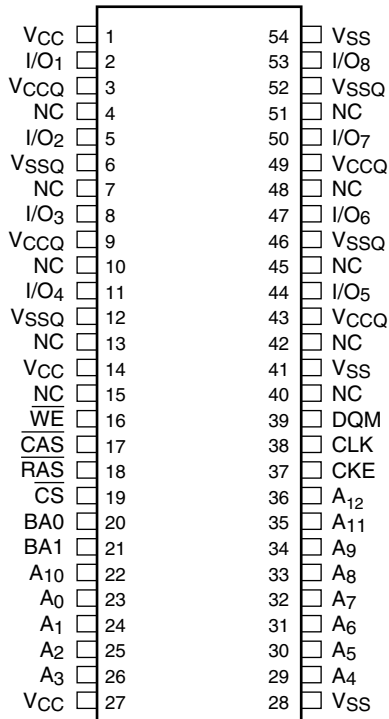 VCC 1 54 VSS
I/O1 2 53 I/O8
VCCQ 3 52 VSSQ
NC 4 51 NC
I/O2 5 50 I/O7
VSSQ 6 49 VCCQ
NC 7 48 NC
I/O3 8 47 I/O6
VCCQ 9 46 VSSQ
NC 10 45 NC
I/O4 11 44 I/O5
VSSQ 12 43 VCCQ
NC 13 42 NC
VCC 14 41 VSS
NC 15 40 NC
WE 16 39 DQM
CAS 17 38 CLK
RAS 18 37 CKE
CS 19 36 A12
BA0 20 35 A11
BA1 21 34 A9
A10 22 33 A8
A0 23 32 A7
A1 24 31 A6
A2 25 30 A5
A3 26 29 A4
VCC 27 28 VSS